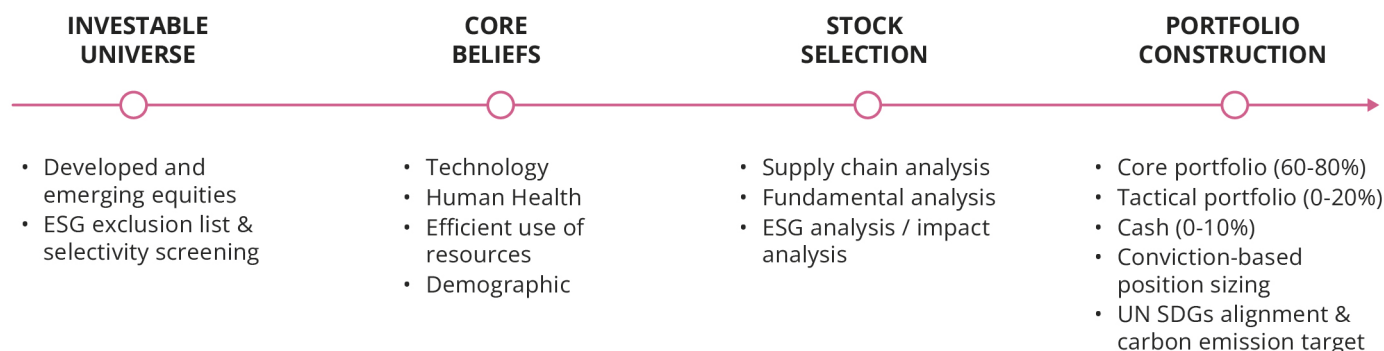 INVESTABLE
UNIVERSE
• Developed and
emerging equities
• ESG exclusion list &
selectivity screening
CORE
BELIEFS
• Technology
• Human Health
• Efficient use of
resources
• Demographic
STOCK
SELECTION
• Supply chain analysis
• Fundamental analysis
• ESG analysis / impact
analysis
PORTFOLIO
CONSTRUCTION
• Core portfolio (60-80%)
• Tactical portfolio (0-20%)
• Cash (0-10%)
• Conviction-based
position sizing
• UN SDGs alignment &
carbon emission target